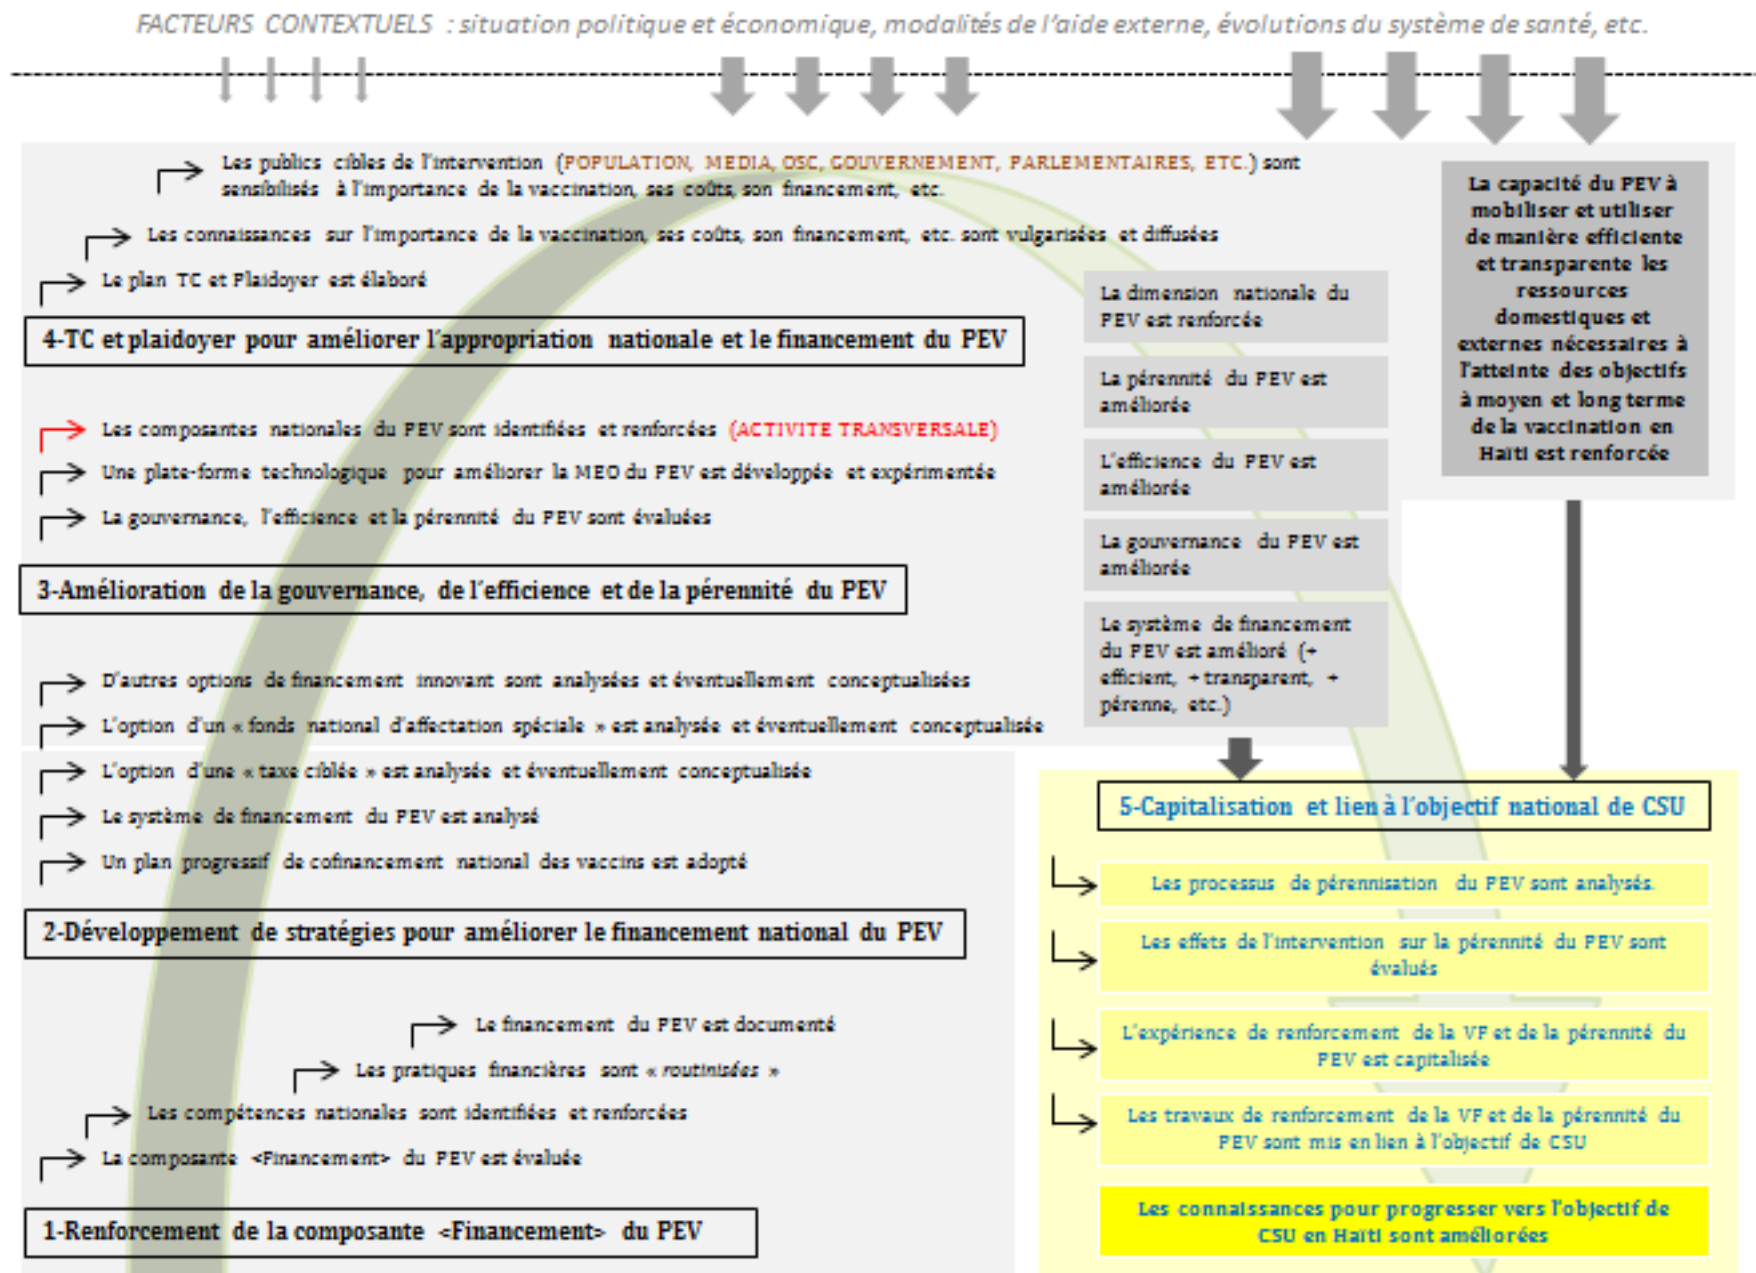 FACTEURS CONTEXTUELS : situation politique et économique, modalités de l'aide externe, évolutions du système de santé, etc.
Les publics cibles de l'intervention (POPULATION, MEDIA, OSC, GOUVERNEMENT, PARLEMENTAIRES, ETC.) sont
sensibilisés à l'importance de la vaccination, ses coûts, son financement, etc.
Les connaissances sur l'importance de la vaccination, ses coûts, son financement, etc. sont vulgarisées et diffusées
Le plan TC et Plaidoyer est élaboré
4-TC et plaidoyer pour améliorer l'appropriation nationale et le financement du PEV
Les composantes nationales du PEV sont identifiées et renforcées (ACTIVITE TRANSVERSALE)
Une plate-forme technologique pour améliorer la MEO du PEV est développée et expérimentée
La gouvernance, l'efficience et la pérennité du PEV sont évaluées
3-Amélioration de la gouvernance, de l'efficience et de la pérennité du PEV
D'autres options de financement innovant sont analysées et éventuellement conceptualisées
L'option d'un « fonds national d'affectation spéciale » est analysée et éventuellement conceptualisée
L'option d'une « taxe ciblée » est analysée et éventuellement conceptualisée
Le système de financement du PEV est analysé
Un plan progressif de cofinancement national des vaccins est adopté
2-Développement de stratégies pour améliorer le financement national du PEV
Le financement du PEV est documenté
Les pratiques financières sont « routinisées »
Les compétences nationales sont identifiées et renforcées
La composante <Financement> du PEV est évaluée
1-Renforcement de la composante <Financement> du PEV
La dimension nationale du
PEV est renforcée
La pérennité du PEV est
améliorée
L'efficience du PEV est
améliorée
La gouvernance du PEV est
améliorée
Le système de financement
du PEV est amélioré (+
efficient, + transparent, +
pérenne, etc.)
La capacité du PEV à
mobiliser et utiliser
de manière efficiente
et transparente les
ressources
domestiques et
externes nécessaires à
l'atteinte des objectifs
à moyen et long terme
de la vaccination en
Haïti est renforcée
5-Capitalisation et lien à l'objectif national de CSU
Les processus de pérennisation du PEV sont analysés.
Les effets de l'intervention sur la pérennité du PEV sont
évalués
L'expérience de renforcement de la VF et de la pérennité du
PEV est capitalisée
Les travaux de renforcement de la VF et de la pérennité du
PEV sont mis en lien à l'objectif de CSU
Les connaissances pour progresser vers l'objectif de
CSU en Haïti sont améliorées